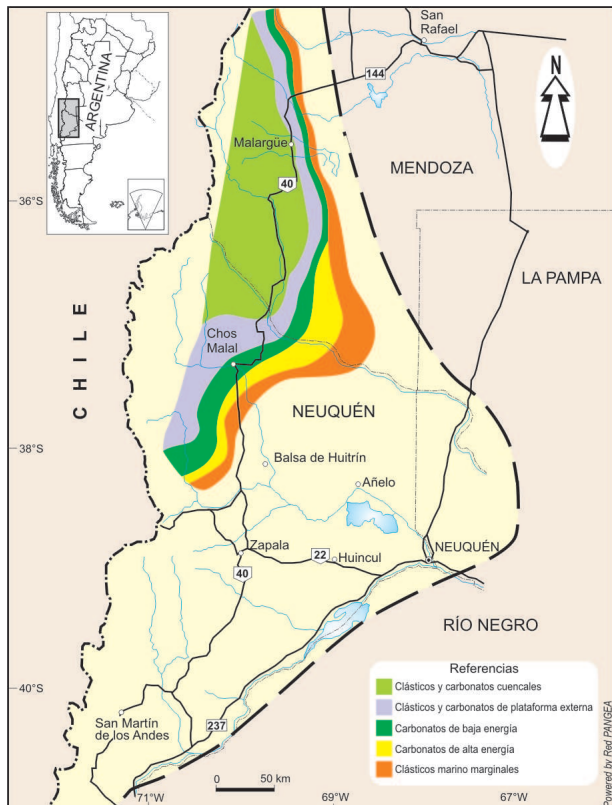 ARGENTINA
San
Rafael
144
N
Malargüe
MENDOZA
40
36°S
LA PAMPA
CHILE
Chos
Malal
NEUQUÉN
38°S
Balsa de Huitrín
Añelo
Zapala
22
Huincul
NEUQUÉN
40
RÍO NEGRO
Referencias
Clásticos y carbonatos cuencales
Clásticos y carbonatos de plataforma externa
Carbonatos de baja energía
Carbonatos de alta energía
Clásticos marino marginales
40°S
San Martín
de los Andes
237
0 50 km
71°W
69°W
67°W
Powered by Red PANGEA